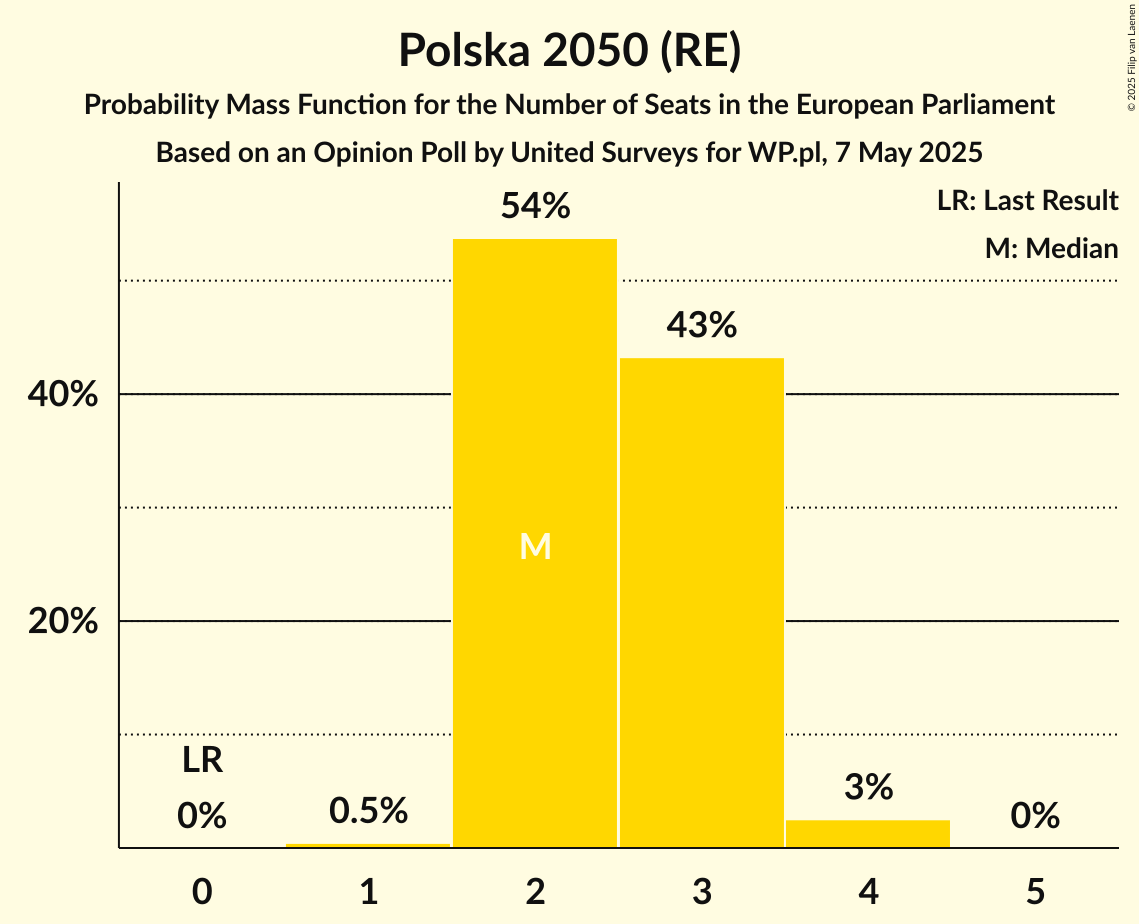 Polska 2050 (RE)
Probability Mass Function for the Number of Seats in the European Parliament
Based on an Opinion Poll by United Surveys for WP.pl, 7 May 2025
© 2025 Filip van Laenen
LR: Last Result
M: Median
54%
43%
40%
M
20%
LR
0%
0.5%
3%
0%
0 1 2 3 4 5